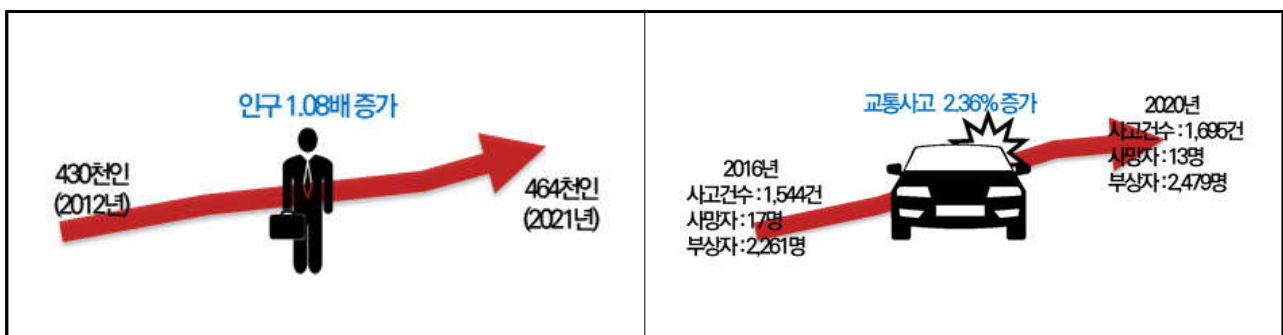 인구 1.08배 증가
430천인
(2012년)
464천인
(2021년)
교통사고 2.36% 증가
2016년
사고건수 : 1,544건
사망자 : 17명
부상자 : 2,261명
2020년
사고건수 : 1,695건
사망자 : 13명
부상자 : 2,479명